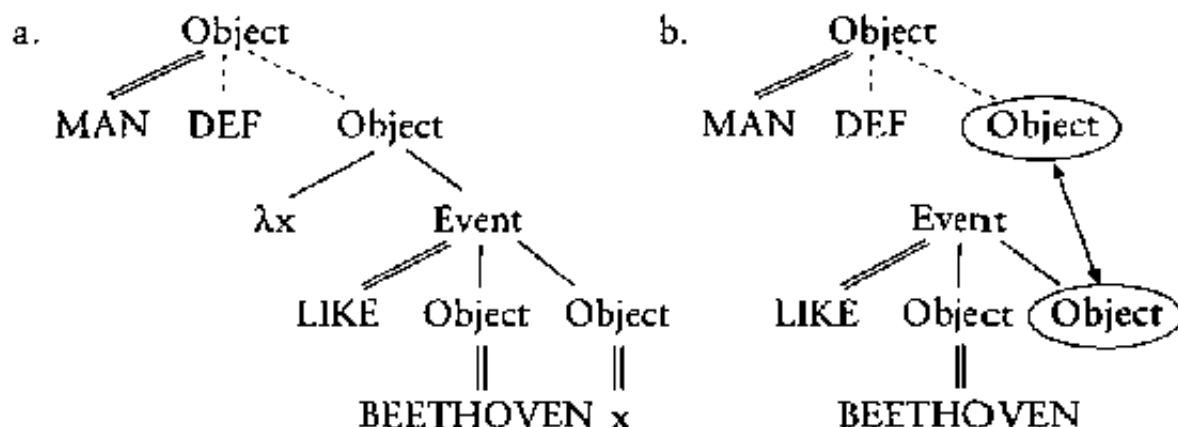 a. Object b. Object
MAN DEF Object MAN DEF Object
λx Event Event
LIKE Object Object LIKE Object Object
BEETHOVEN x BEETHOVEN